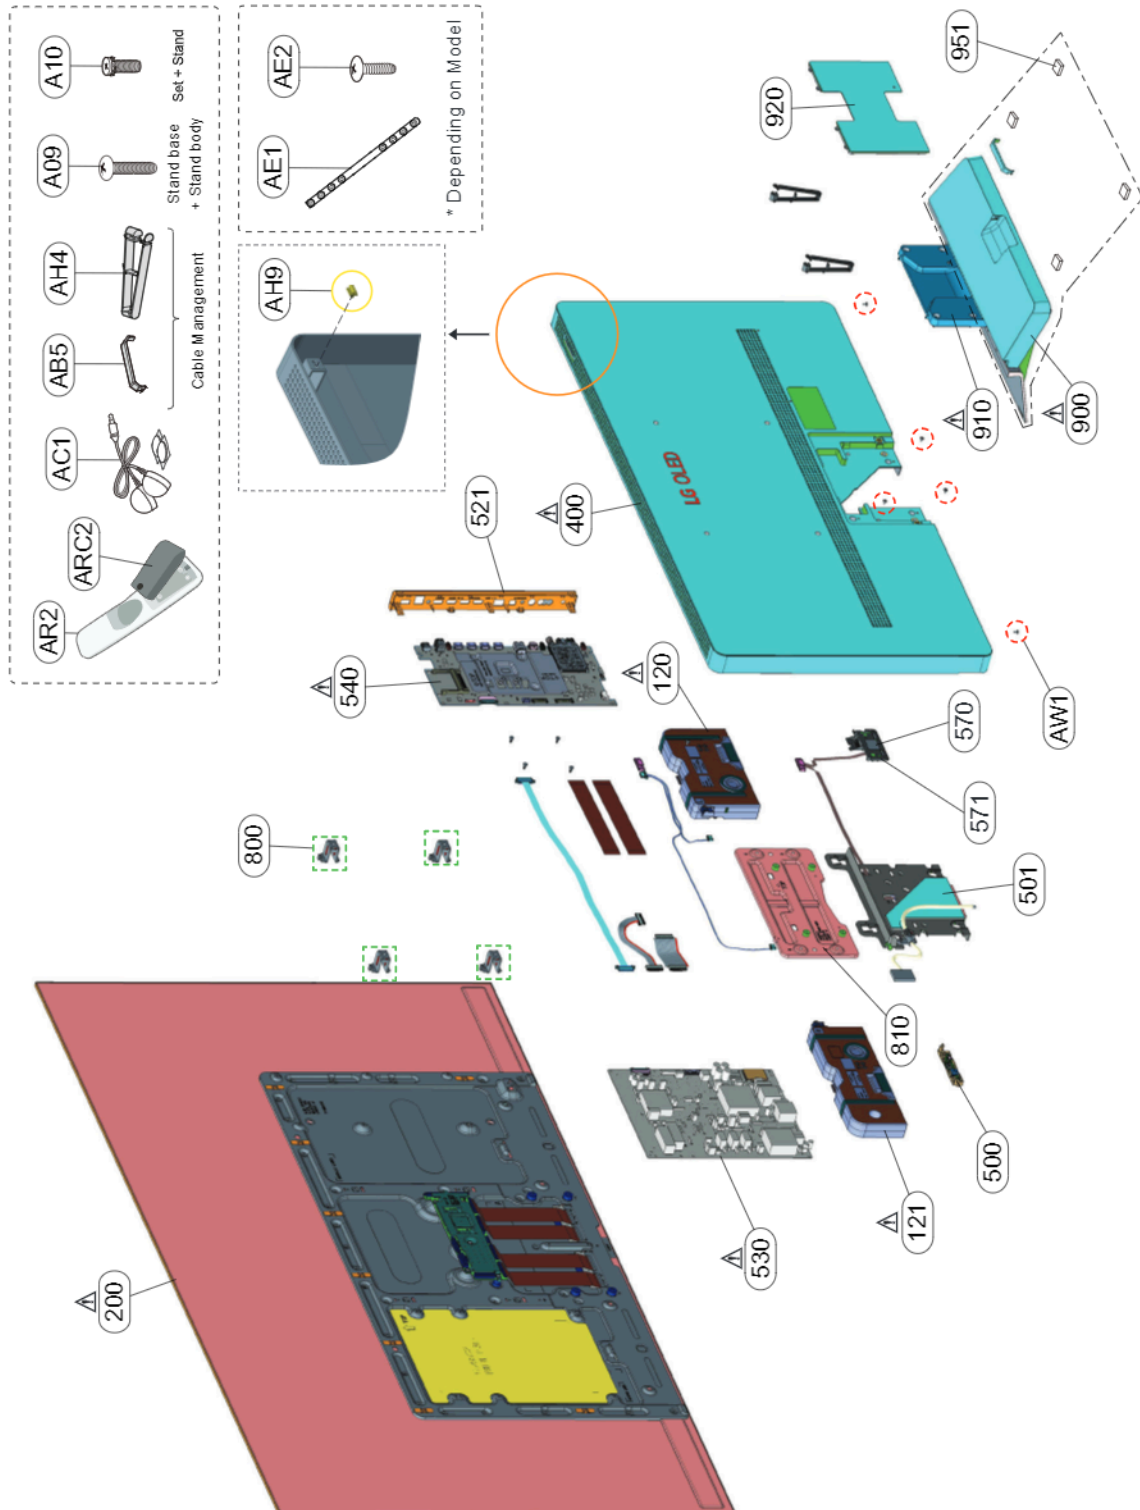 A10
Set + Stand
A09
Stand base
+ Stand body
AH4
AB5
Cable Management
AC1
ARC2
AR2
AE2
AE1
* Depending on Model
AH9
951
920
910
900
LG OLED
400
521
540
120
AW1
570
571
501
810
800
200
530
121
500